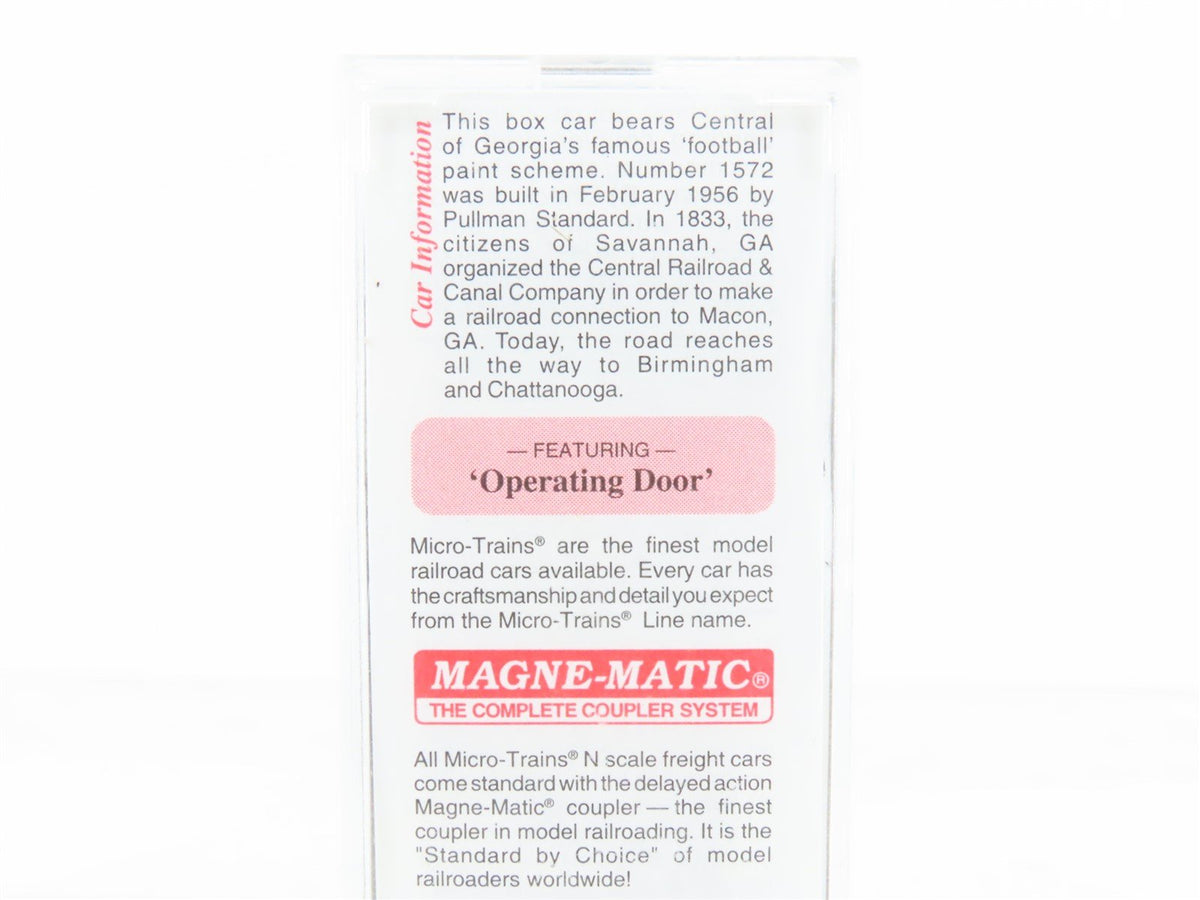 Car Information
This box car bears Central
of Georgia's famous 'football'
paint scheme. Number 1572
was built in February 1956 by
Pullman Standard. In 1833, the
citizens of Savannah, GA
organized the Central Railroad &
Canal Company in order to make
a railroad connection to Macon,
GA. Today, the road reaches
all the way to Birmingham
and Chattanooga.
— FEATURING —
'Operating Door'
Micro-Trains® are the finest model
railroad cars available. Every car has
the craftsmanship and detail you expect
from the Micro-Trains® Line name.
MAGNE-MATIC®
THE COMPLETE COUPLER SYSTEM
All Micro-Trains® N scale freight cars
come standard with the delayed action
Magne-Matic® coupler — the finest
coupler in model railroading. It is the
"Standard by Choice" of model
railroaders worldwide!